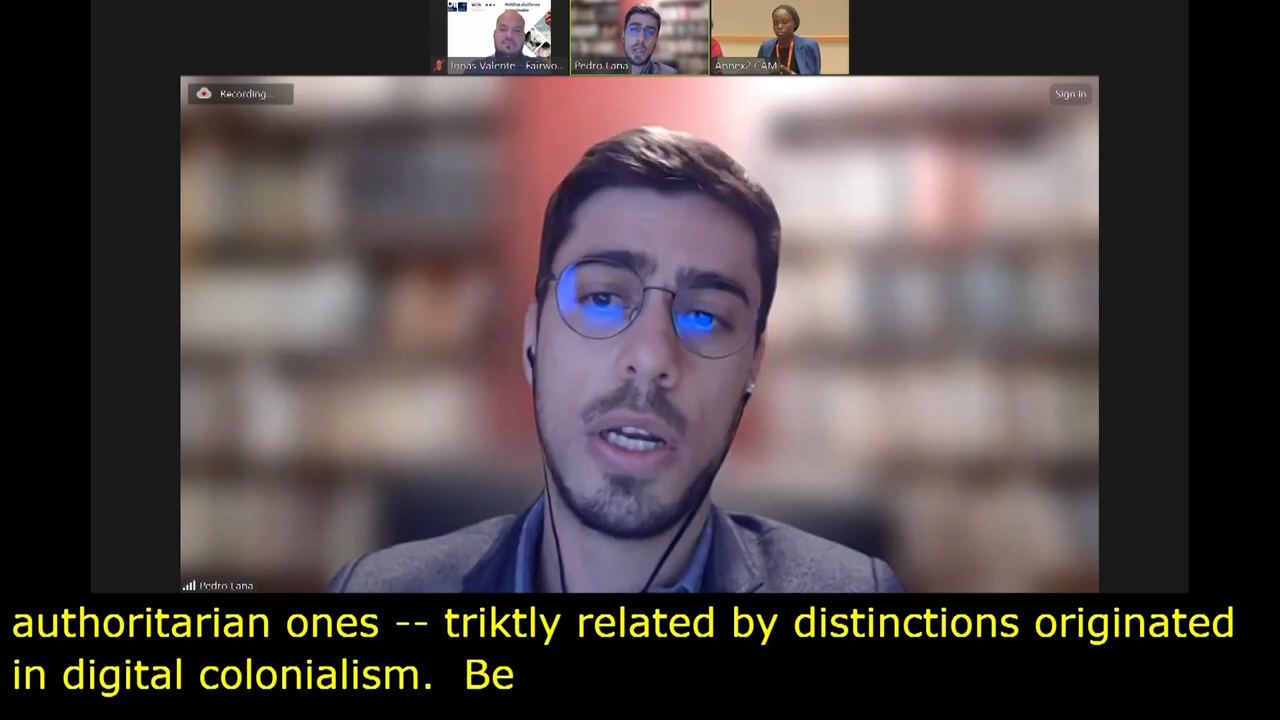 Jonas Valente - Fairwo...
Pedro Lana
Annex2 CAM
Recording...
Sign in
Pedro Lana
authoritarian ones -- triktly related by distinctions originated
in digital colonialism.  Be